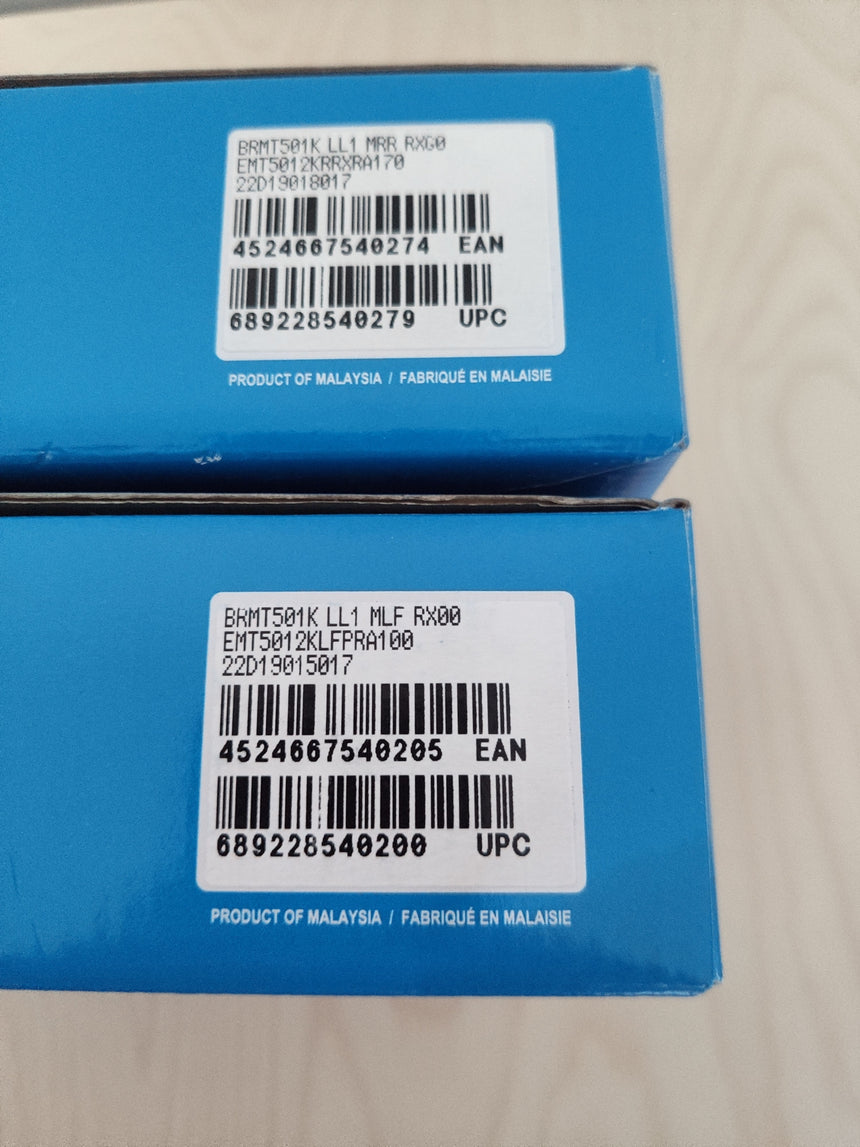 BRMT501K LL1 MRR RXG0
EMT5012KRRXRA170
22D19018017
4524667540274 EAN
689228540279 UPC
PRODUCT OF MALAYSIA / FABRIQUÉ EN MALAISIE
BRMT501K LL1 MLF RX00
EMT5012KLFPRA100
22D19015017
4524667540205 EAN
689228540200 UPC
PRODUCT OF MALAYSIA / FABRIQUÉ EN MALAISIE